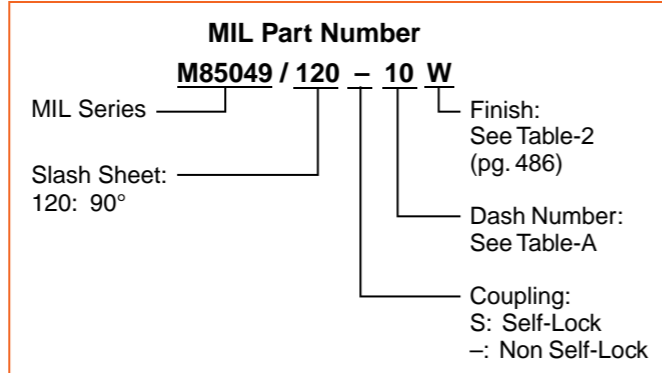 MIL Part Number
M85049 / 120 – 10 W
MIL Series
Finish:
See Table-2
(pg. 486)
Slash Sheet:
120: 90°
Dash Number:
See Table-A
Coupling:
S: Self-Lock
–: Non Self-Lock